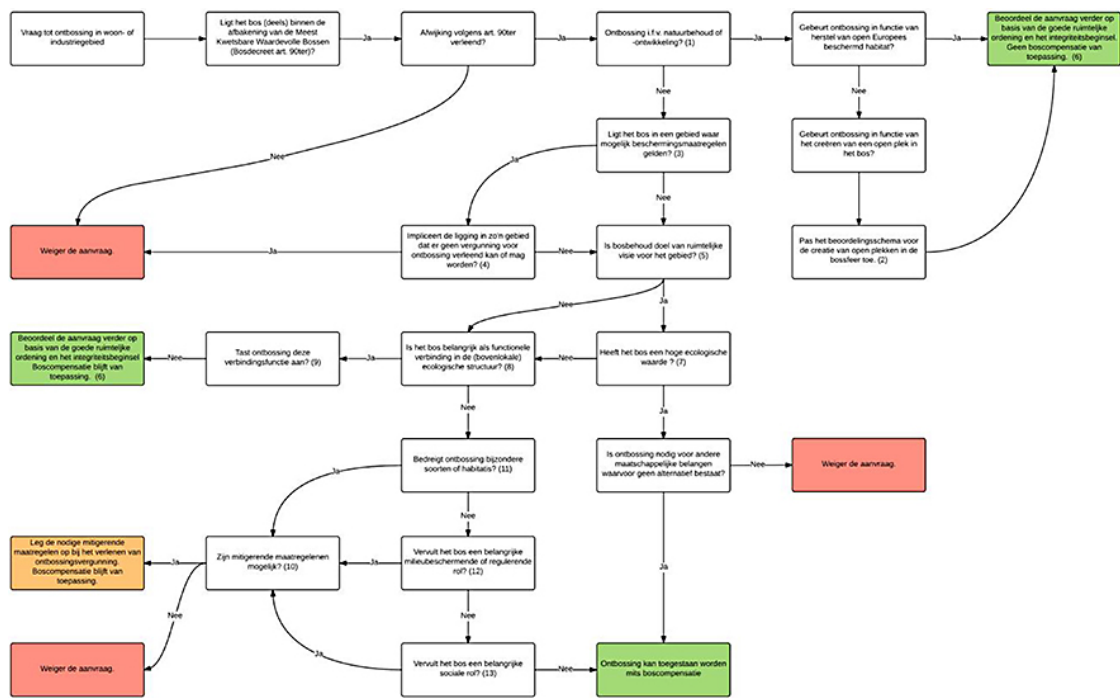 Vraag tot ontbossing in woon- of
industriegebied
Ligt het bos (deels) binnen de
afbakening van de Meest
Kwetsbare Waardevolle Bossen
(Bosdecreet art. 90ter)?
Ja
Afwijking volgens art. 90ter
verleend?
Ja
Ontbossing i.f.v. natuurbehoud of
-ontwikkeling? (1)
Ja
Gebeurt ontbossing in functie van
herstel van open Europees
beschermd habitat?
Ja
Beoordeel de aanvraag verder op
basis van de goede ruimtelijke
ordening en het integriteitsbeginsel.
Geen boscompensatie van
toepassing. (6)
Nee
Nee
Nee
Ligt het bos in een gebied waar
mogelijk beschermingsmaatregelen
gelden? (3)
Gebeurt ontbossing in functie van
het creëren van een open plek in
het bos?
Ja
Nee
Weiger de aanvraag.
Ja
Impliceert de ligging in zo'n gebied
dat er geen vergunning voor
ontbossing verleend kan of mag
worden? (4)
Nee
Is bosbehoud doel van ruimtelijke
visie voor het gebied? (5)
Pas het beoordelingsschema voor
de creatie van open plekken in de
bossfeer toe. (2)
Nee
Ja
Beoordeel de aanvraag verder op
basis van de goede ruimtelijke
ordening en het integriteitsbeginsel
Boscompensatie blijft van
toepassing. (6)
Nee
Tast ontbossing deze
verbindingsfunctie aan? (9)
Ja
Is het bos belangrijk als functionele
verbinding in de (bovenlokale)
ecologische structuur? (8)
Nee
Heeft het bos een hoge ecologische
waarde ? (7)
Nee
Ja
Bedreigt ontbossing bijzondere
soorten of habitatis? (11)
Is ontbossing nodig voor andere
maatschappelijke belangen
waarvoor geen alternatief bestaat?
Nee
Weiger de aanvraag.
Ja
Nee
Leg de nodige mitigerende
maatregelen op bij het verlenen van
ontbossingsvergunning.
Boscompensatie blijft van
toepassing.
Ja
Zijn mitigerende maatregelenen
mogelijk? (10)
Ja
Vervult het bos een belangrijke
milieubeschermende of regulerende
rol? (12)
Ja
Nee
Nee
Weiger de aanvraag.
Ja
Vervult het bos een belangrijke
sociale rol? (13)
Nee
Ontbossing kan toegestaan worden
mits boscompensatie